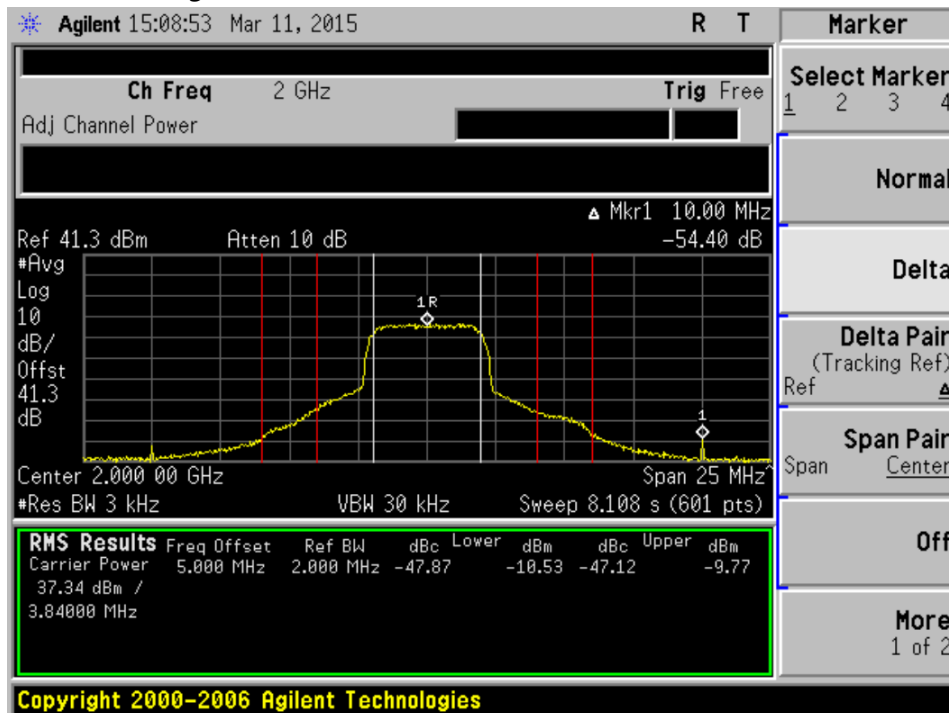 Agilent 15:08:53 Mar 11, 2015 R T
Marker
Ch Freq 2 GHz Trig Free
Adj Channel Power
Select Marker
1 2 3 4
Normal
Δ Mkr1 10.00 MHz
Ref 41.3 dBm Atten 10 dB -54.40 dB
#Avg
Log
10
dB/
Offst
41.3
dB
1R
1
Delta
Delta Pair
(Tracking Ref)
Ref Δ
Span Pair
Span Center
Center 2.000 00 GHz Span 25 MHz^
#Res BW 3 kHz VBW 30 kHz Sweep 8.108 s (601 pts)
RMS Results Freq Offset Ref BW dBc Lower dBm dBc Upper dBm
Carrier Power 5.000 MHz 2.000 MHz -47.87 -10.53 -47.12 -9.77
37.34 dBm /
3.84000 MHz
Off
More
1 of 2
Copyright 2000-2006 Agilent Technologies